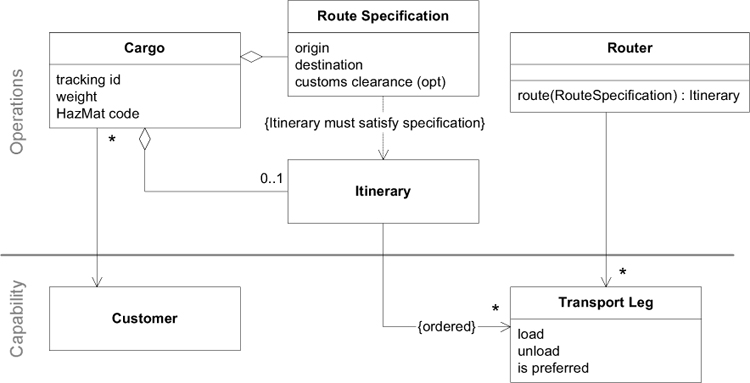 Operations
Cargo
tracking id
weight
HazMat code
Route Specification
origin
destination
customs clearance (opt)
Router
route(RouteSpecification) : Itinerary
{Itinerary must satisfy specification}
*
0..1
Itinerary
Capability
Customer
*
{ordered}
*
Transport Leg
load
unload
is preferred